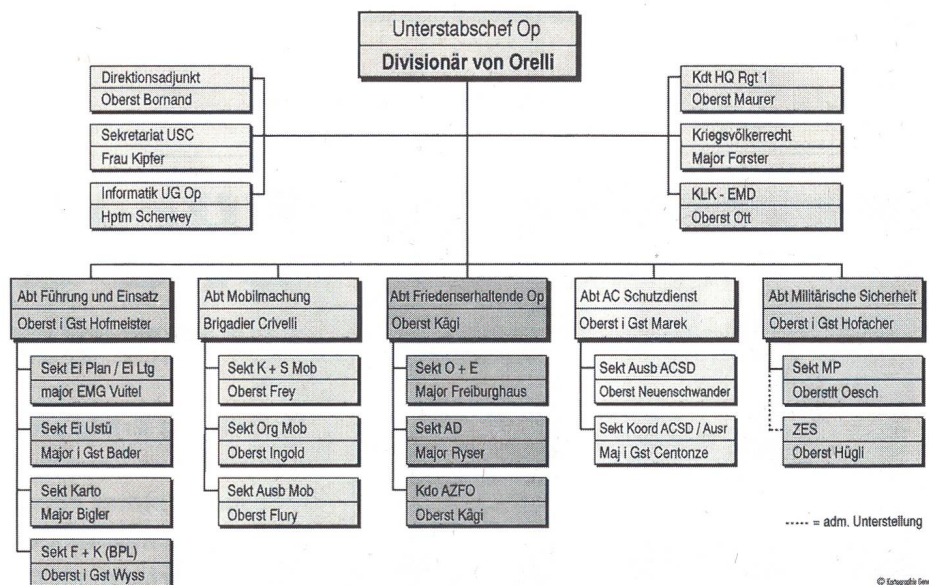 Unterstabschef Op
Divisionär von Orelli
Direktionsadjunkt
Oberst Bornand
Sekretariat USC
Frau Kipfer
Informatik UG Op
Hptm Scherwey
Kdt HQ Rgt 1
Oberst Maurer
Kriegsvölkerrecht
Major Forster
KLK - EMD
Oberst Ott
Abt Führung und Einsatz
Oberst i Gst Hofmeister
Sekt Ei Plan / Ei Ltg
major EMG Vuitel
Sekt Ei Ustü
Major i Gst Bader
Sekt Karto
Major Bigler
Sekt F + K (BPL)
Oberst i Gst Wyss
Abt Mobilmachung
Brigadier Crivelli
Sekt K + S Mob
Oberst Frey
Sekt Org Mob
Oberst Ingold
Sekt Ausb Mob
Oberst Flury
Abt Friedenserhaltende Op
Oberst Kägi
Sekt O + E
Major Freiburghaus
Sekt AD
Major Ryser
Kdo AZFO
Oberst Kägi
Abt AC Schutzdienst
Oberst i Gst Marek
Sekt Ausb ACSD
Oberst Neuenschwander
Sekt Koord ACSD / Ausr
Maj i Gst Centonze
Abt Militärische Sicherheit
Oberst i Gst Hofacher
Sekt MP
Oberstlt Oesch
ZES
Oberst Hügli
= adm. Unterstellung
©